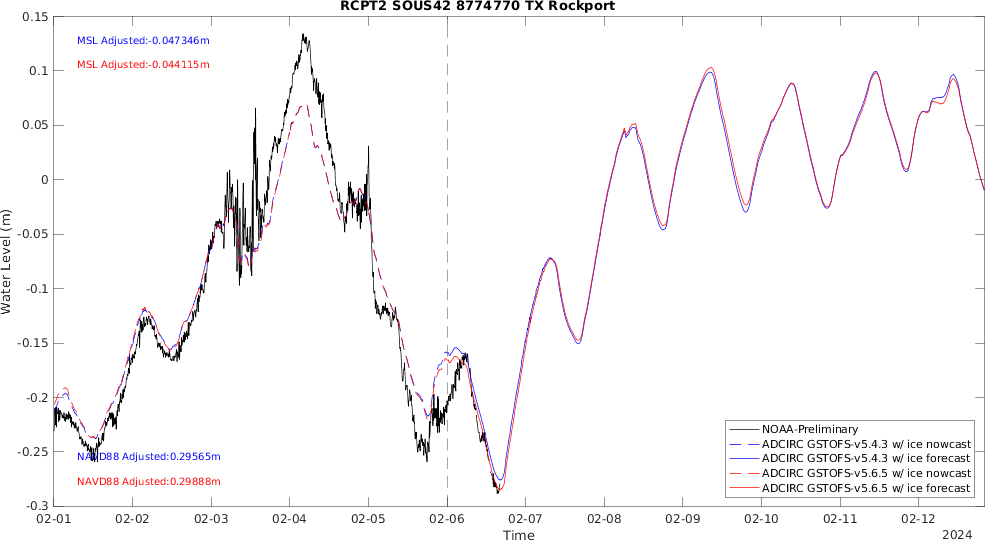 RCPT2 SOUS42 8774770 TX Rockport
0.15
0.1
0.05
0
-0.05
-0.1
-0.15
-0.2
-0.25
-0.3
Water Level (m)
MSL Adjusted:-0.047346m
MSL Adjusted:-0.044115m
NAVD88 Adjusted:0.29565m
NAVD88 Adjusted:0.29888m
NOAA-Preliminary
ADCIRC GSTOFS-v5.4.3 w/ ice nowcast
ADCIRC GSTOFS-v5.4.3 w/ ice forecast
ADCIRC GSTOFS-v5.6.5 w/ ice nowcast
ADCIRC GSTOFS-v5.6.5 w/ ice forecast
02-01 02-02 02-03 02-04 02-05 02-06 02-07 02-08 02-09 02-10 02-11 02-12
Time
2024